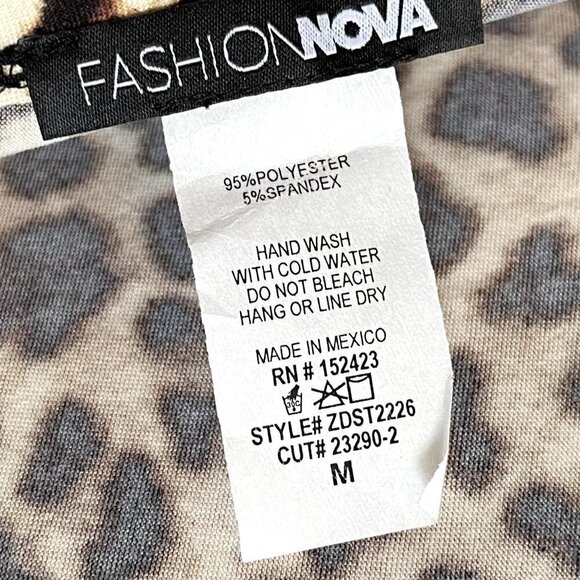 FASHIONNOVA
95%POLYESTER
5%SPANDEX
HAND WASH
WITH COLD WATER
DO NOT BLEACH
HANG OR LINE DRY
MADE IN MEXICO
RN # 152423
STYLE# ZDST2226
CUT# 23290-2
M